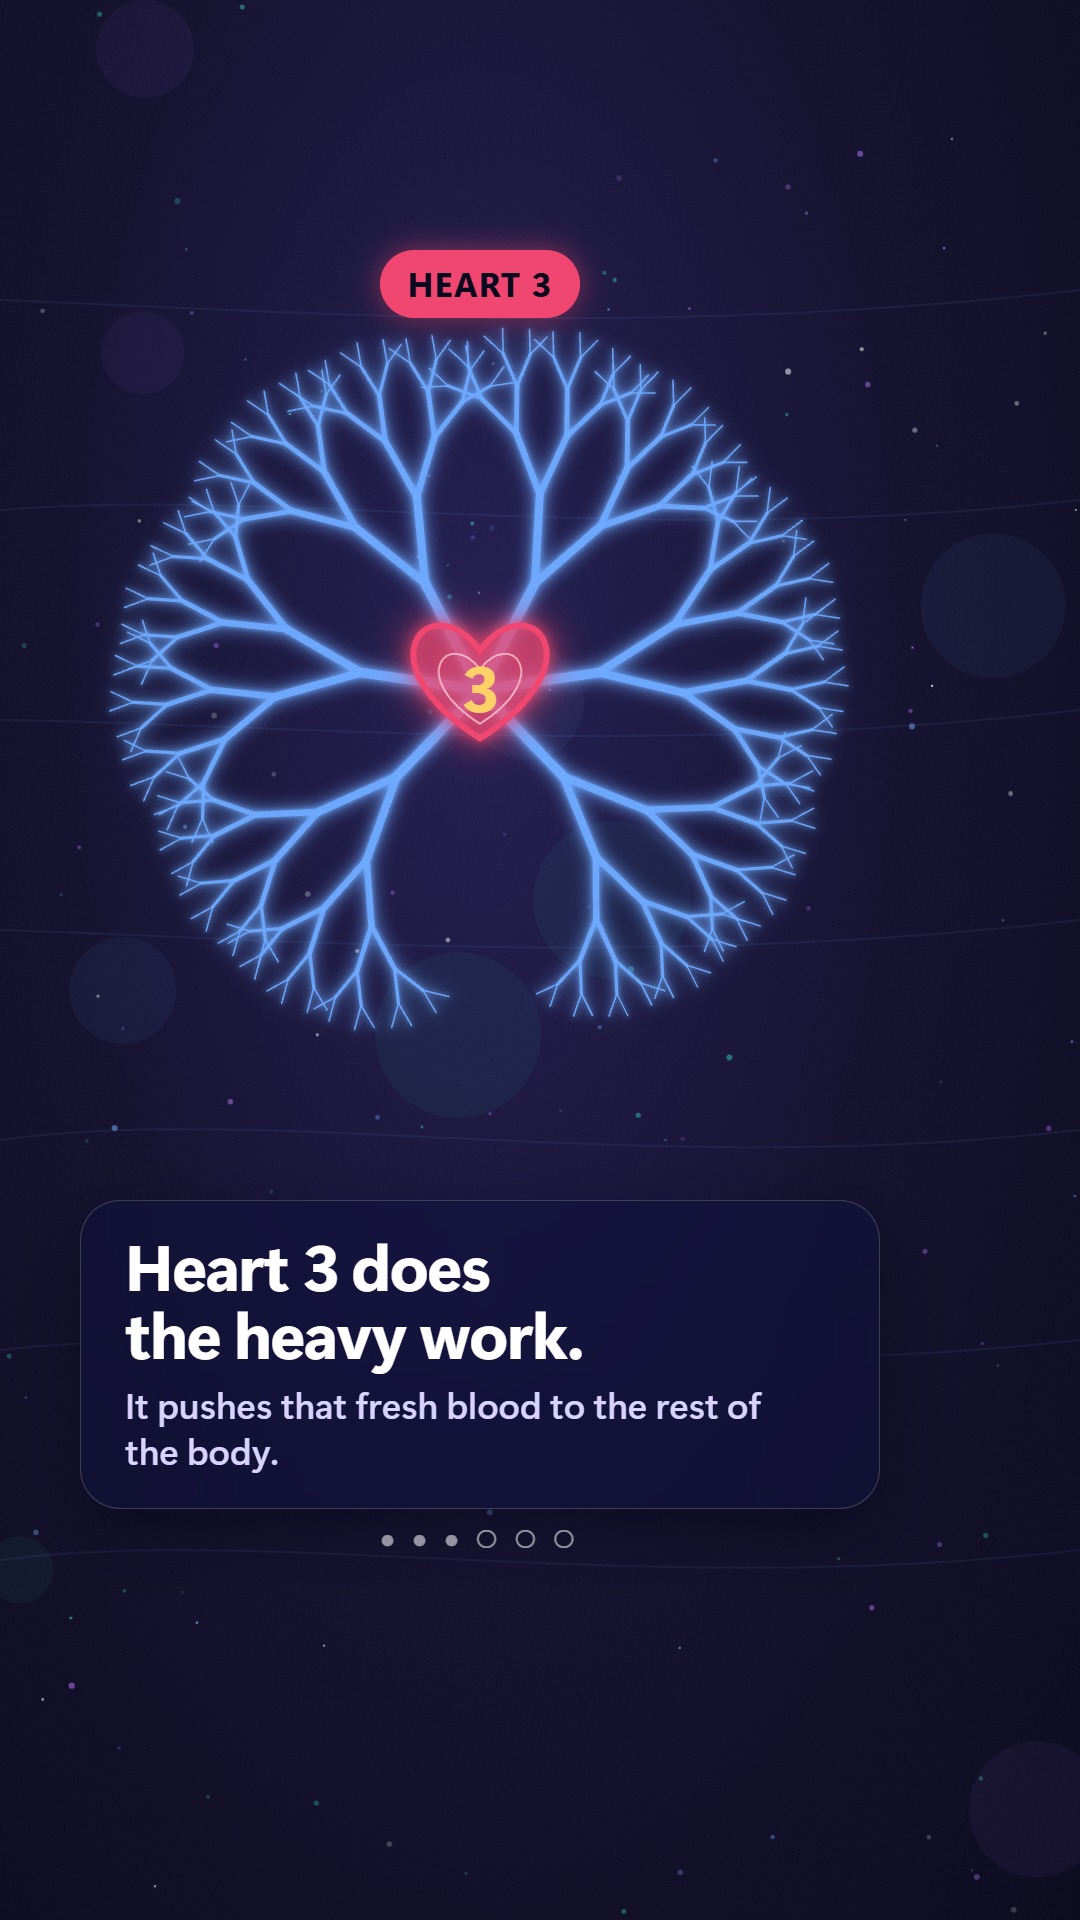 HEART 3
3
Heart 3 does
the heavy work.
It pushes that fresh blood to the rest of
the body.